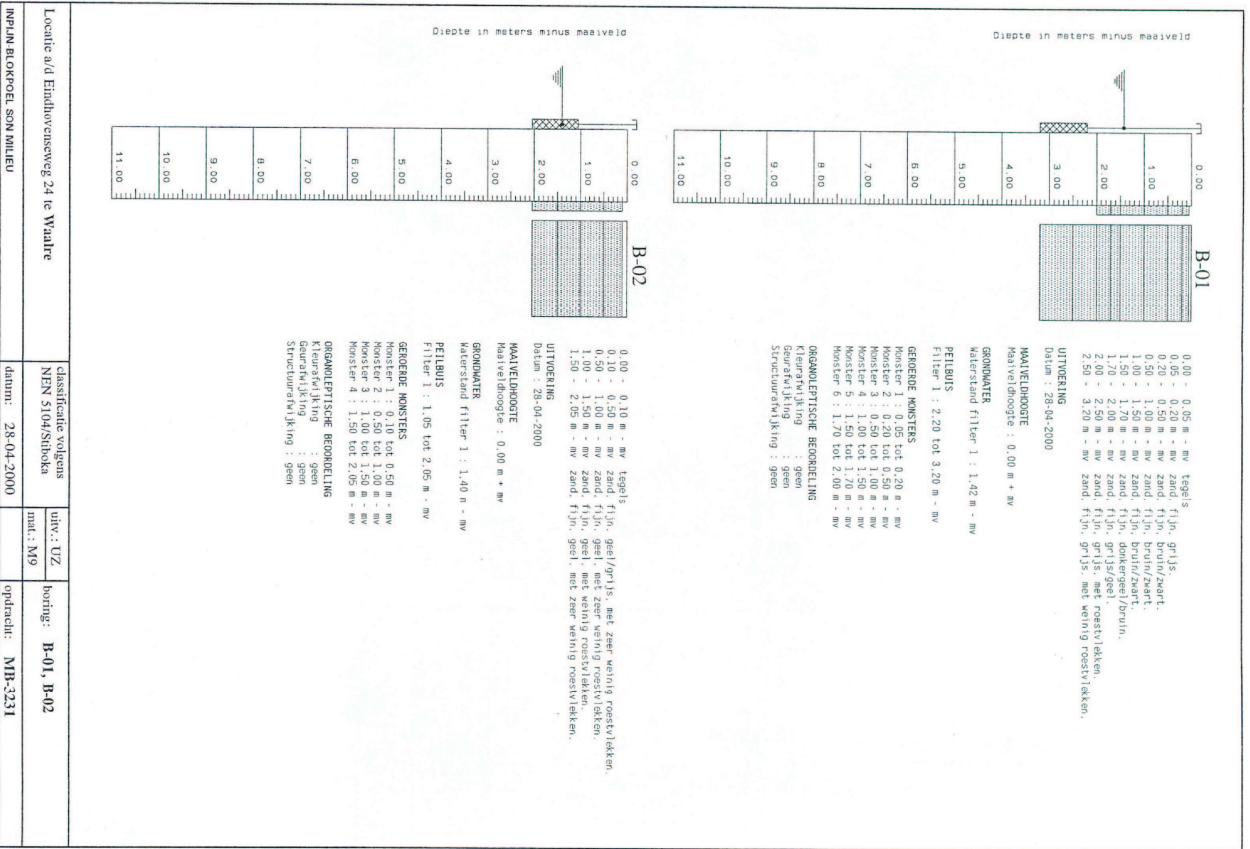 Diepte in meters minus maaiveld
0.00
1.00
2.00
3.00
4.00
5.00
6.00
7.00
8.00
9.00
10.00
11.00
B-01
0.00 - 0.05 m - mv tegels
0.05 - 0.20 m - mv zand, fijn, grijs.
0.20 - 0.50 m - mv zand, fijn, bruin/zwart.
0.50 - 1.00 m - mv zand, fijn, bruin/zwart.
1.00 - 1.50 m - mv zand, fijn, bruin/zwart.
1.50 - 1.70 m - mv zand, fijn, donkergeel/bruin.
1.70 - 2.00 m - mv zand, fijn, grijs/geel.
2.00 - 2.50 m - mv zand, fijn, grijs, met roestvlekken.
2.50 - 3.20 m - mv zand, fijn, grijs, met weinig roestvlekken.
UITVOERING
Datum : 28-04-2000
MAAIVELDHOOGTE
Maaiveldhoogte : 0.00 m + mv
GRONDWATER
Waterstand filter 1 : 1.42 m - mv
PEILBUIS
Filter 1 : 2.20 tot 3.20 m - mv
GEROERDE MONSTERS
Monster 1 : 0.05 tot 0.20 m - mv
Monster 2 : 0.20 tot 0.50 m - mv
Monster 3 : 0.50 tot 1.00 m - mv
Monster 4 : 1.00 tot 1.50 m - mv
Monster 5 : 1.50 tot 1.70 m - mv
Monster 6 : 1.70 tot 2.00 m - mv
ORGANOLEPTISCHE BEOORDELING
Kleurafwijking : geen
Geurafwijking : geen
Structuurafwijking : geen
Diepte in meters minus maaiveld
0.00
1.00
2.00
3.00
4.00
5.00
6.00
7.00
8.00
9.00
10.00
11.00
B-02
0.00 - 0.10 m - mv tegels
0.10 - 0.50 m - mv zand, fijn, geel/grijs, met zeer weinig roestvlekken.
0.50 - 1.00 m - mv zand, fijn, geel, met zeer weinig roestvlekken.
1.00 - 1.50 m - mv zand, fijn, geel, met weinig roestvlekken.
1.50 - 2.05 m - mv zand, fijn, geel, met zeer weinig roestvlekken.
UITVOERING
Datum : 28-04-2000
MAAIVELDHOOGTE
Maaiveldhoogte : 0.00 m + mv
GRONDWATER
Waterstand filter 1 : 1.40 m - mv
PEILBUIS
Filter 1 : 1.05 tot 2.05 m - mv
GEROERDE MONSTERS
Monster 1 : 0.10 tot 0.50 m - mv
Monster 2 : 0.50 tot 1.00 m - mv
Monster 3 : 1.00 tot 1.50 m - mv
Monster 4 : 1.50 tot 2.05 m - mv
ORGANOLEPTISCHE BEOORDELING
Kleurafwijking : geen
Geurafwijking : geen
Structuurafwijking : geen
Locatie a/d Eindhovenseweg 24 te Waalre
classificatie volgens
NEN 5104/Stiboka
uitv.: UZ
mat.: M9
boring: B-01, B-02
INPIJN-BLOKPOEL SON MILIEU
datum: 28-04-2000
opdracht: MB-3231